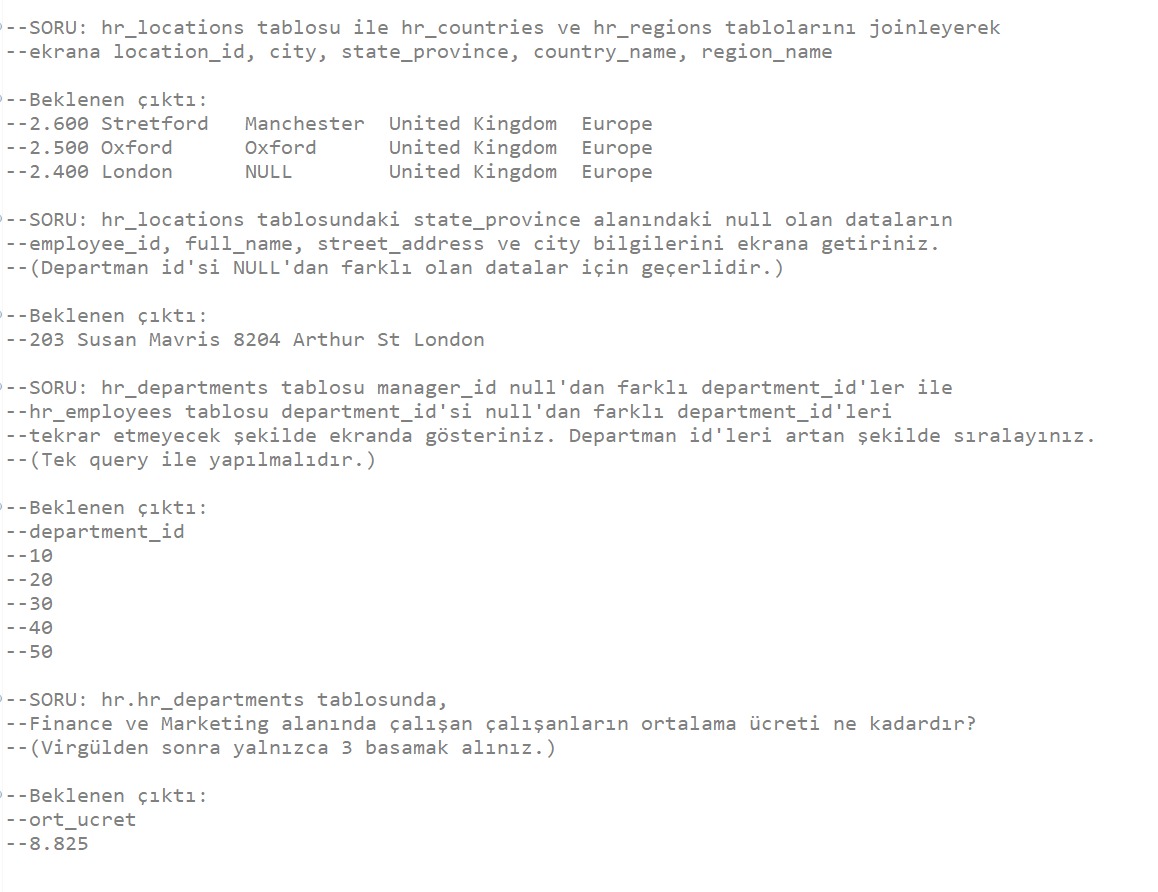 --SORU: hr_locations tablosu ile hr_countries ve hr_regions tablolarını joinleyerek
--ekrana location_id, city, state_province, country_name, region_name
--Beklenen çıktı:
--2.600 Stretford   Manchester  United Kingdom  Europe
--2.500 Oxford      Oxford      United Kingdom  Europe
--2.400 London      NULL        United Kingdom  Europe
--SORU: hr_locations tablosundaki state_province alanındaki null olan dataların
--employee_id, full_name, street_address ve city bilgilerini ekrana getiriniz.
--(Departman id'si NULL'dan farklı olan datalar için geçerlidir.)
--Beklenen çıktı:
--203 Susan Mavris 8204 Arthur St London
--SORU: hr_departments tablosu manager_id null'dan farklı department_id'ler ile
--hr_employees tablosu department_id'si null'dan farklı department_id'leri
--tekrar etmeyecek şekilde ekranda gösteriniz. Departman id'leri artan şekilde sıralayınız.
--(Tek query ile yapılmalıdır.)
--Beklenen çıktı:
--department_id
--10
--20
--30
--40
--50
--SORU: hr.hr_departments tablosunda,
--Finance ve Marketing alanında çalışan çalışanların ortalama ücreti ne kadardır?
--(Virgülden sonra yalnızca 3 basamak alınız.)
--Beklenen çıktı:
--ort_ucret
--8.825